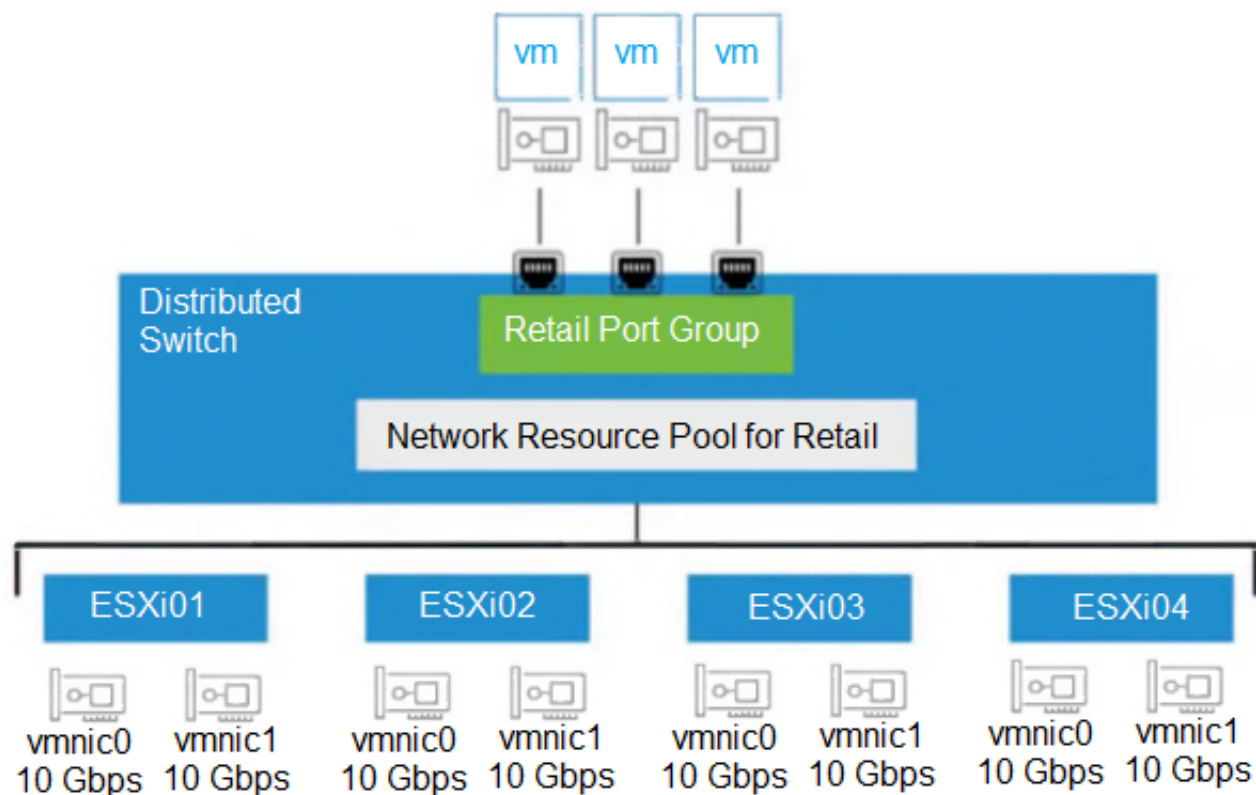 vm
vm
vm
Distributed
Switch
Retail Port Group
Network Resource Pool for Retail
ESXi01
ESXi02
ESXi03
ESXi04
vmnic0
10 Gbps
vmnic1
10 Gbps
vmnic0
10 Gbps
vmnic1
10 Gbps
vmnic0
10 Gbps
vmnic1
10 Gbps
vmnic0
10 Gbps
vmnic1
10 Gbps